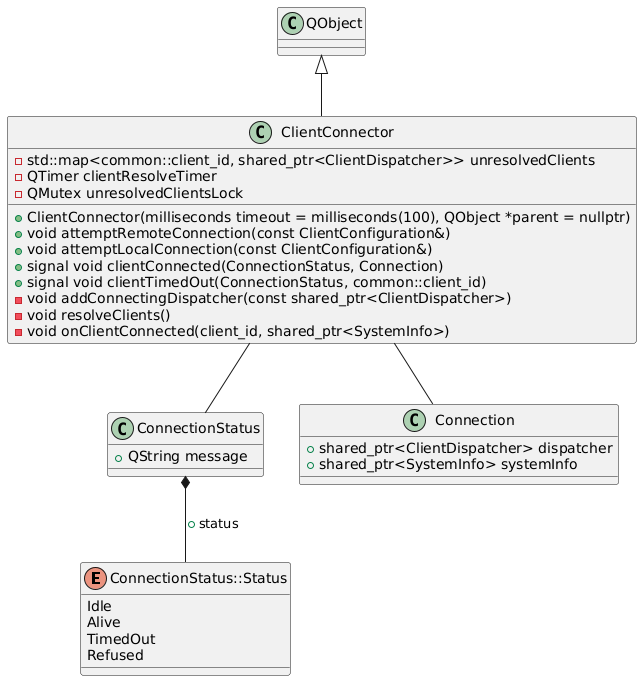 C QObject
C ClientConnector
std::map<common::client_id, shared_ptr<ClientDispatcher>> unresolvedClients
QTimer clientResolveTimer
QMutex unresolvedClientsLock
ClientConnector(milliseconds timeout = milliseconds(100), QObject *parent = nullptr)
void attemptRemoteConnection(const ClientConfiguration&)
void attemptLocalConnection(const ClientConfiguration&)
signal void clientConnected(ConnectionStatus, Connection)
signal void clientTimedOut(ConnectionStatus, common::client_id)
void addConnectingDispatcher(const shared_ptr<ClientDispatcher>)
void resolveClients()
void onClientConnected(client_id, shared_ptr<SystemInfo>)
C ConnectionStatus
QString message
C Connection
shared_ptr<ClientDispatcher> dispatcher
shared_ptr<SystemInfo> systemInfo
status
E ConnectionStatus::Status
Idle
Alive
TimedOut
Refused